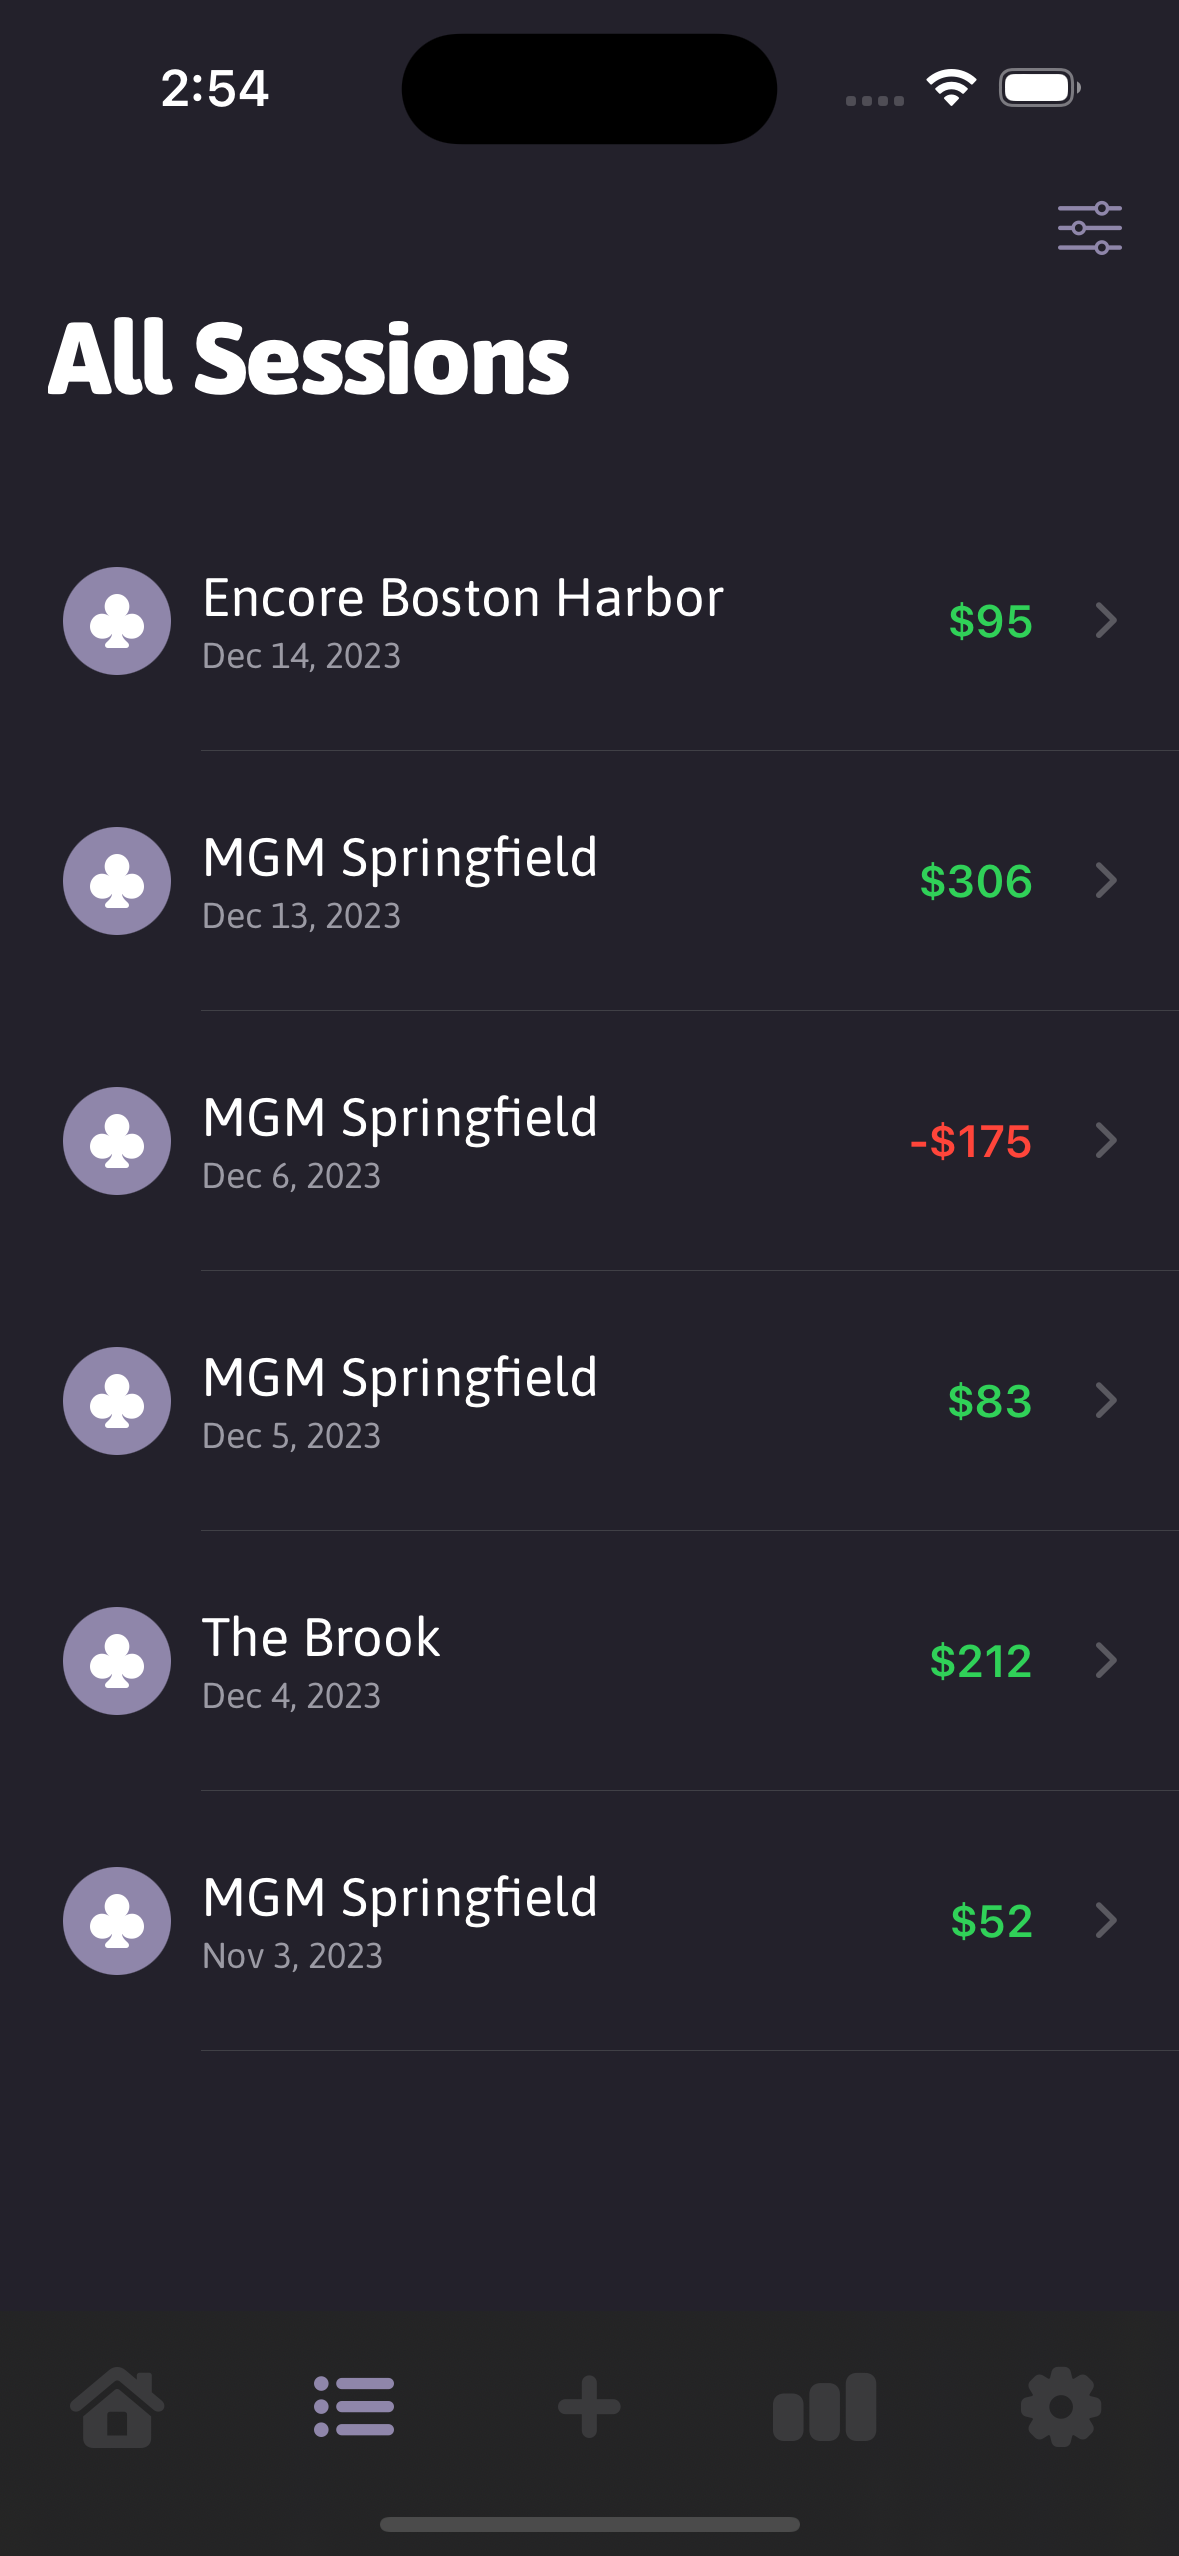 2:54
All Sessions
Encore Boston Harbor
Dec 14, 2023
$95
MGM Springfield
Dec 13, 2023
$306
MGM Springfield
Dec 6, 2023
-$175
MGM Springfield
Dec 5, 2023
$83
The Brook
Dec 4, 2023
$212
MGM Springfield
Nov 3, 2023
$52